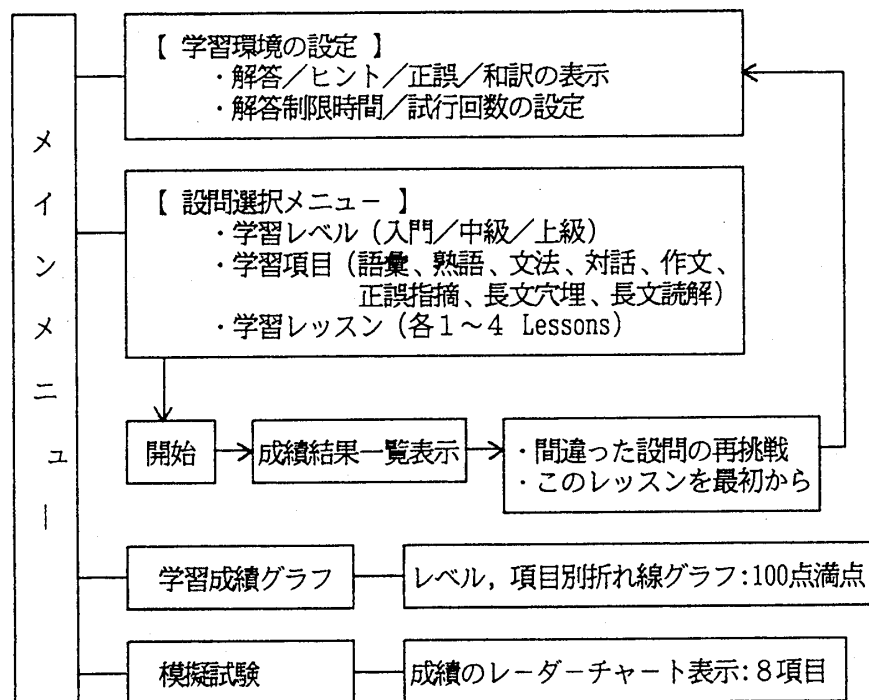 メインメニュー
【 学習環境の設定 】
・解答／ヒント／正誤／和訳の表示
・解答制限時間／試行回数の設定
【 設問選択メニュー 】
・学習レベル（入門／中級／上級）
・学習項目（語彙、熟語、文法、対話、作文、
正誤指摘、長文穴埋、長文読解）
・学習レッスン（各１～４ Lessons）
開始
成績結果一覧表示
・間違った設問の再挑戦
・このレッスンを最初から
学習成績グラフ
レベル，項目別折れ線グラフ:100点満点
模擬試験
成績のレーダーチャート表示:８項目